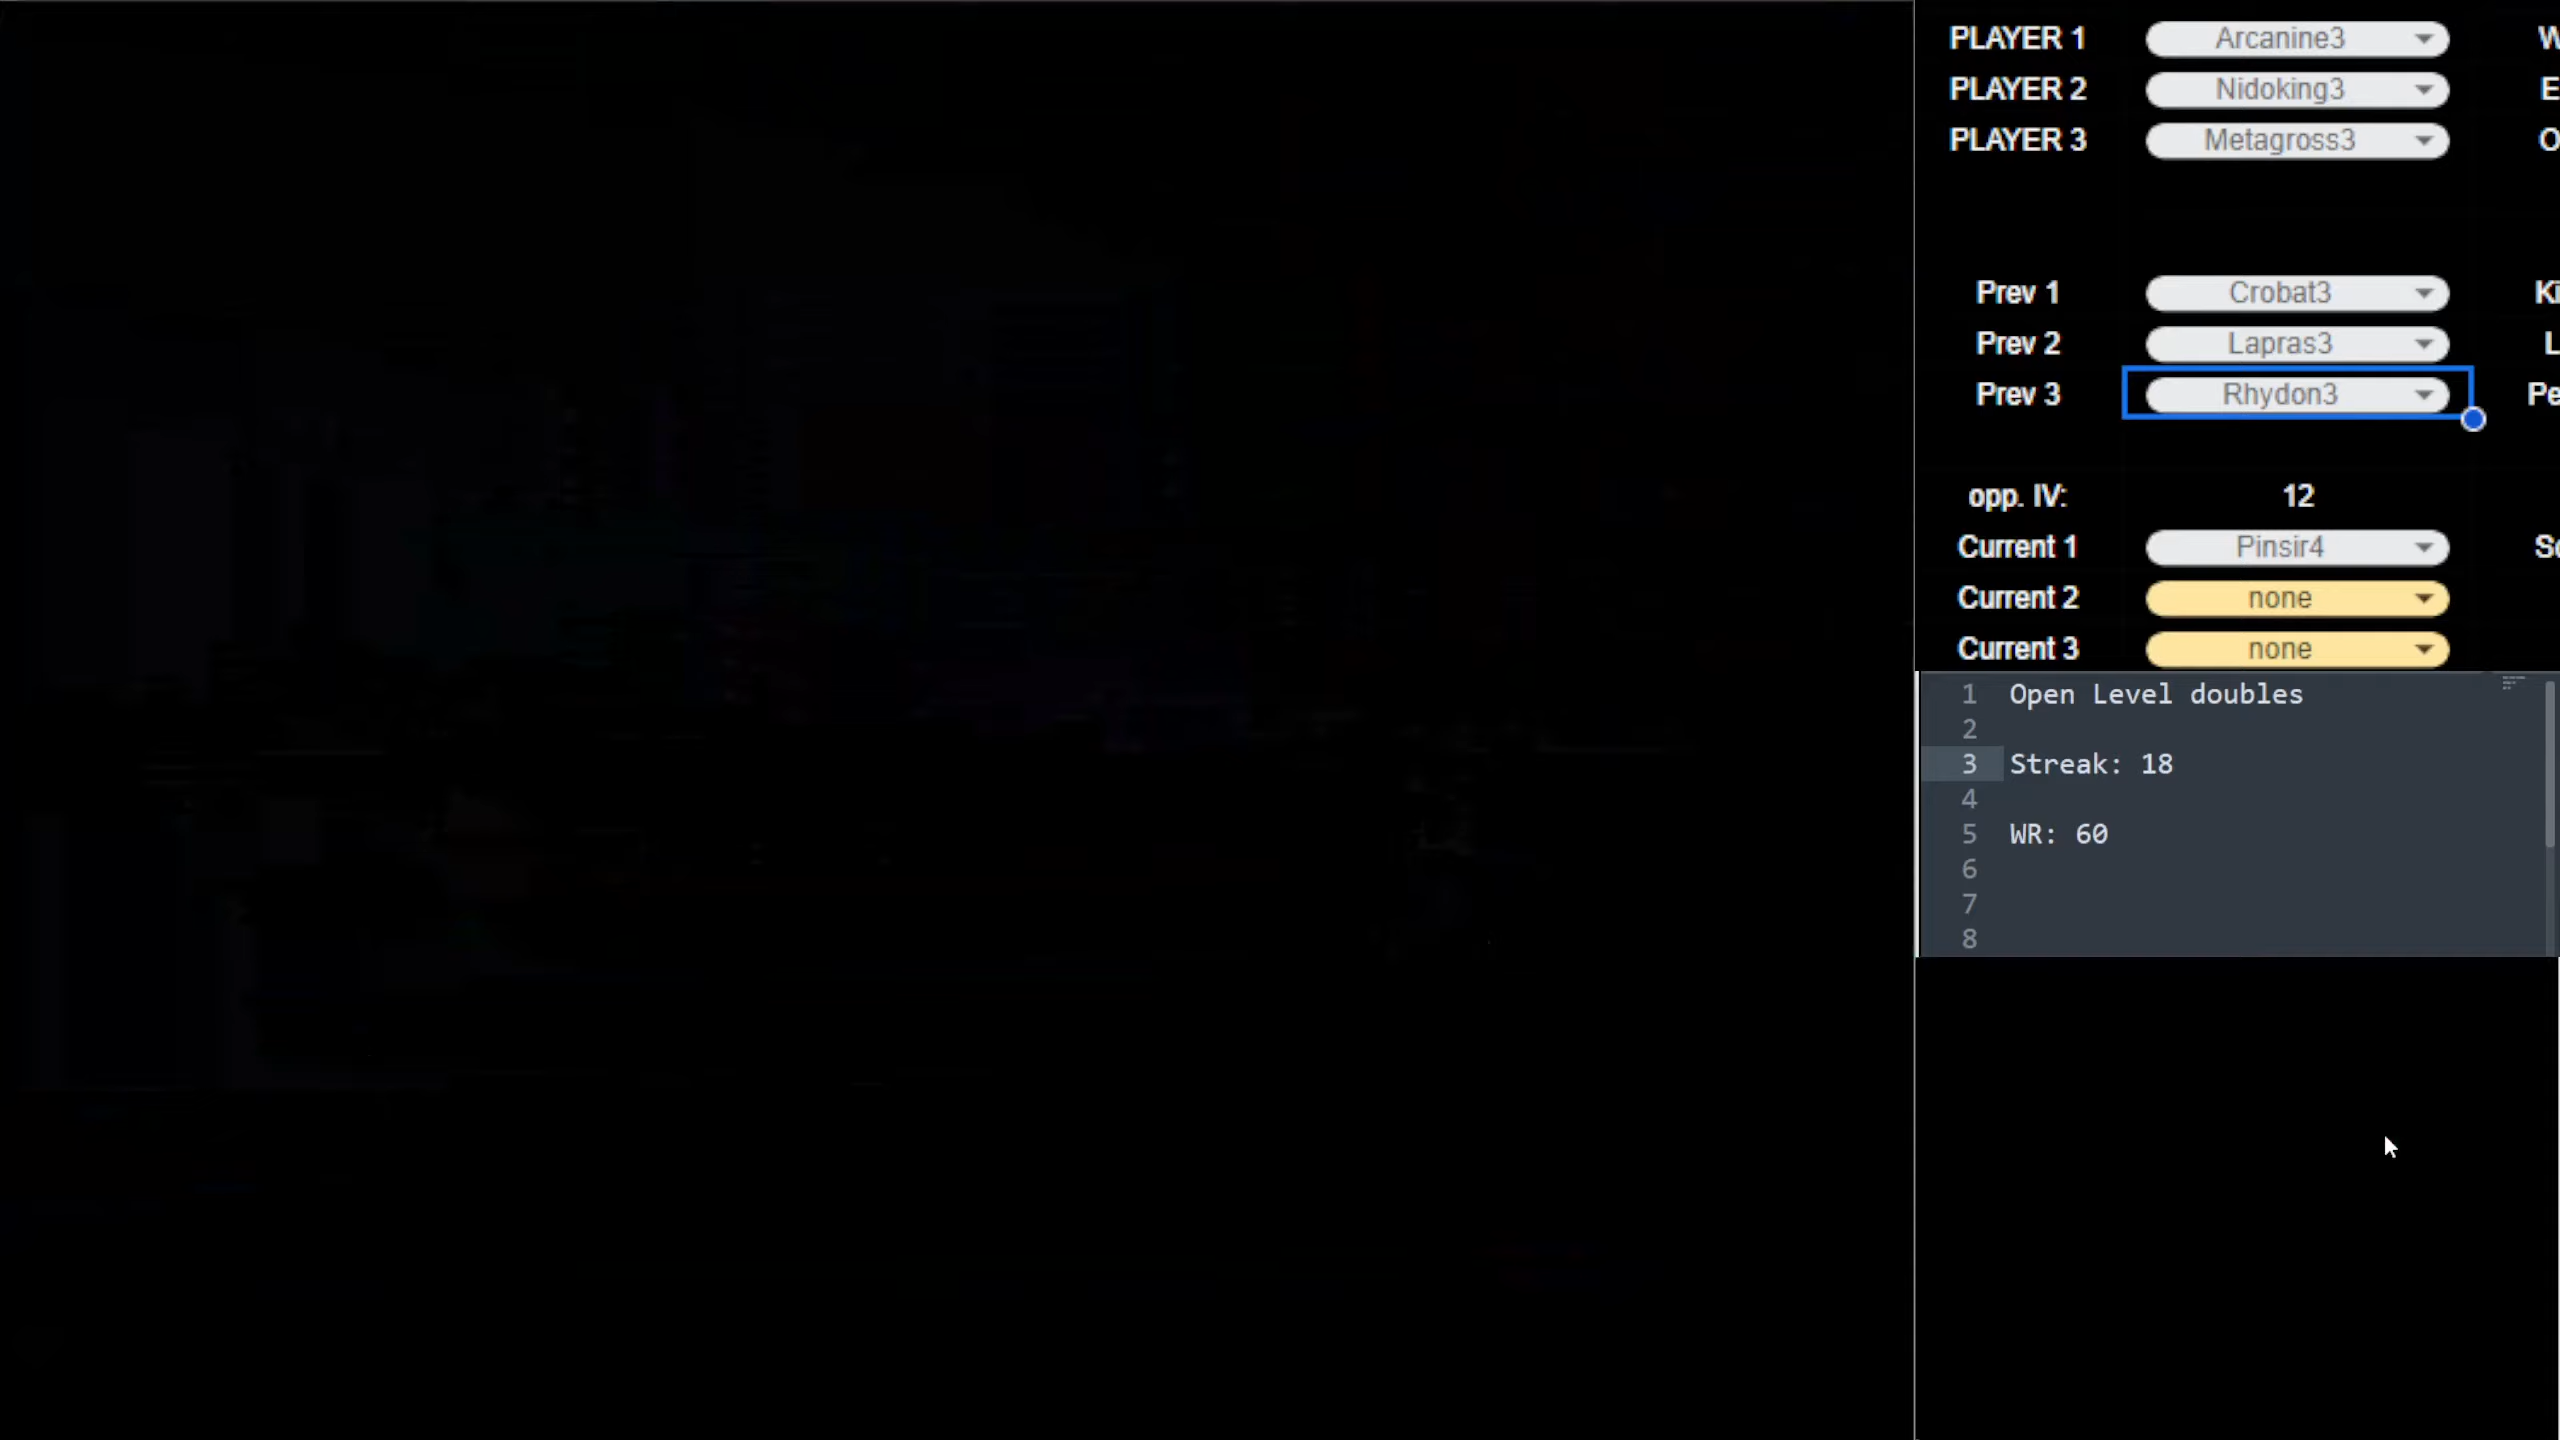 PLAYER 1 Arcanine3 W
PLAYER 2 Nidoking3 E
PLAYER 3 Metagross3 O
Prev 1 Crobat3 Ki
Prev 2 Lapras3 L
Prev 3 Rhydon3 Pe
opp. IV: 12
Current 1 Pinsir4
Current 2 none
Current 3 none
1 Open Level doubles
2
3 Streak: 18
4
5 WR: 60
6
7
8